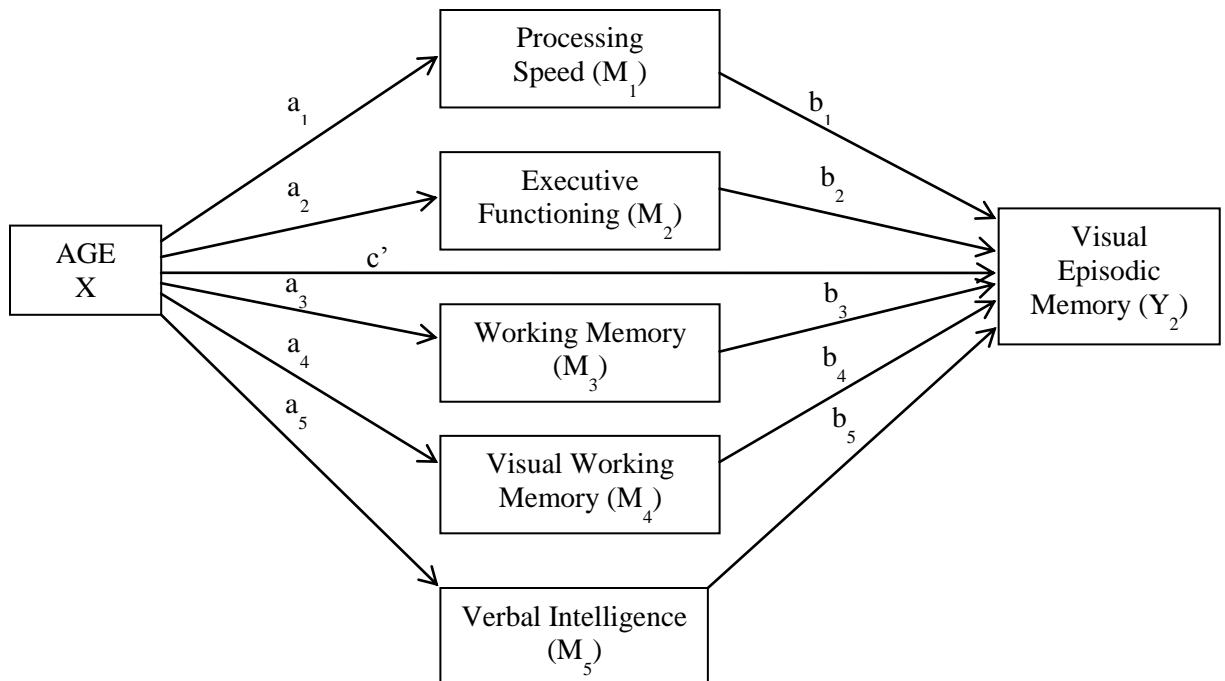 Processing
Speed (M₁)
a₁
b₁
Executive
Functioning (M₂)
a₂
b₂
AGE
X
c’
Visual
Episodic
Memory (Y₂)
a₃
b₃
Working Memory
(M₃)
a₄
b₄
a₅
b₅
Visual Working
Memory (M₄)
Verbal Intelligence
(M₅)